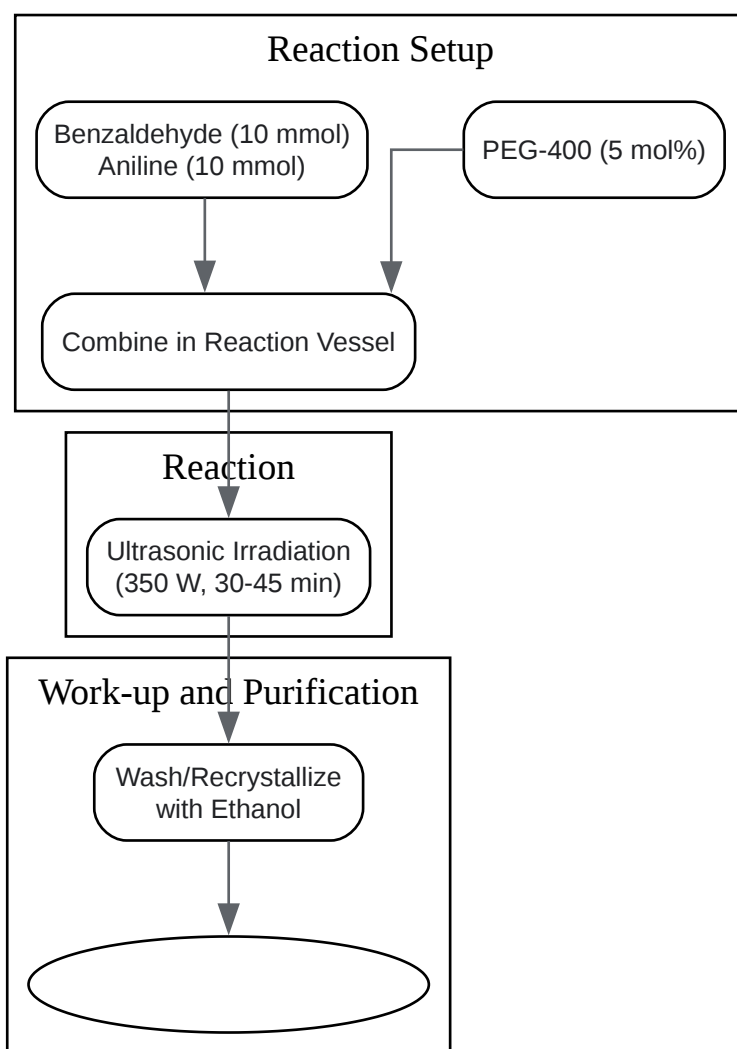 Reaction Setup
Benzaldehyde (10 mmol)
Aniline (10 mmol)
PEG-400 (5 mol%)
Combine in Reaction Vessel
Reaction
Ultrasonic Irradiation
(350 W, 30-45 min)
Work-up and Purification
Wash/Recrystallize
with Ethanol